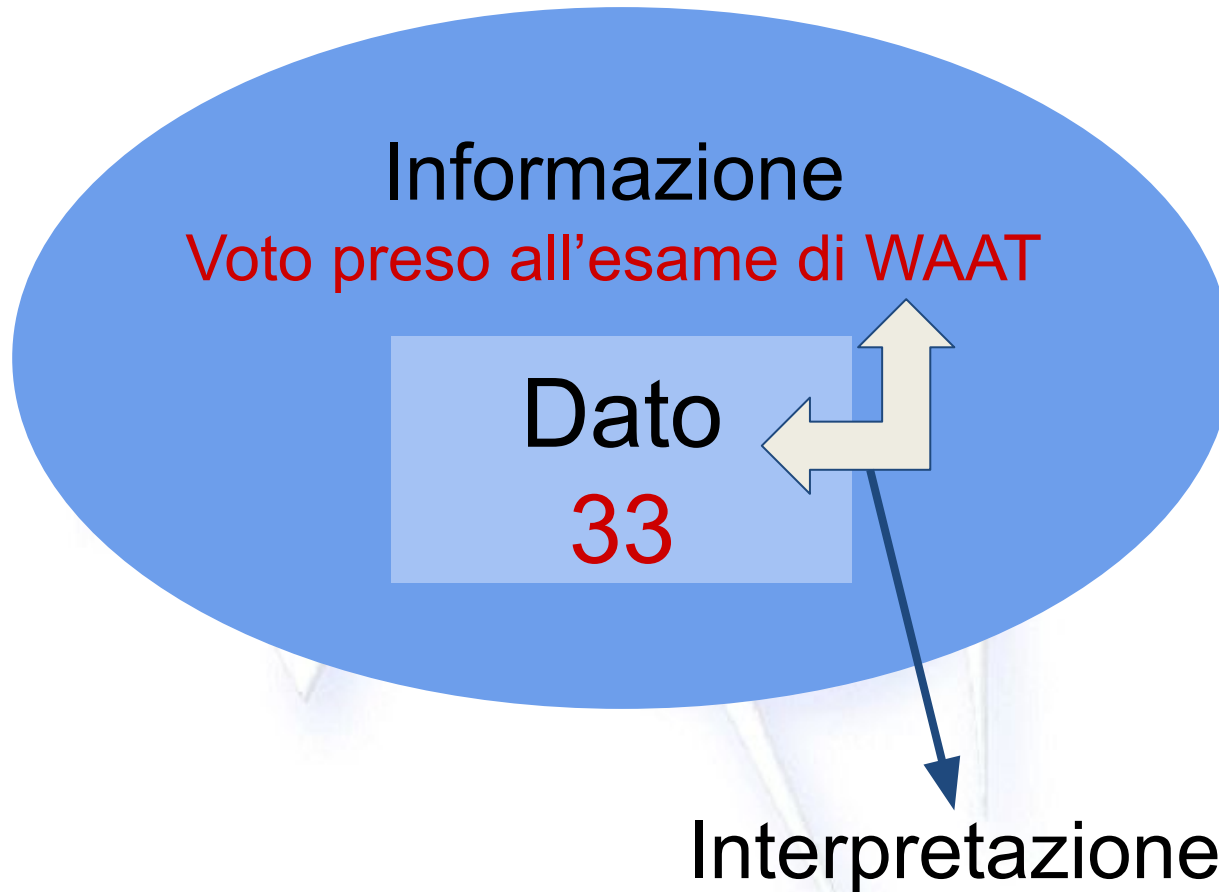 Informazione
Voto preso all’esame di WAAT
Dato
33
Interpretazione